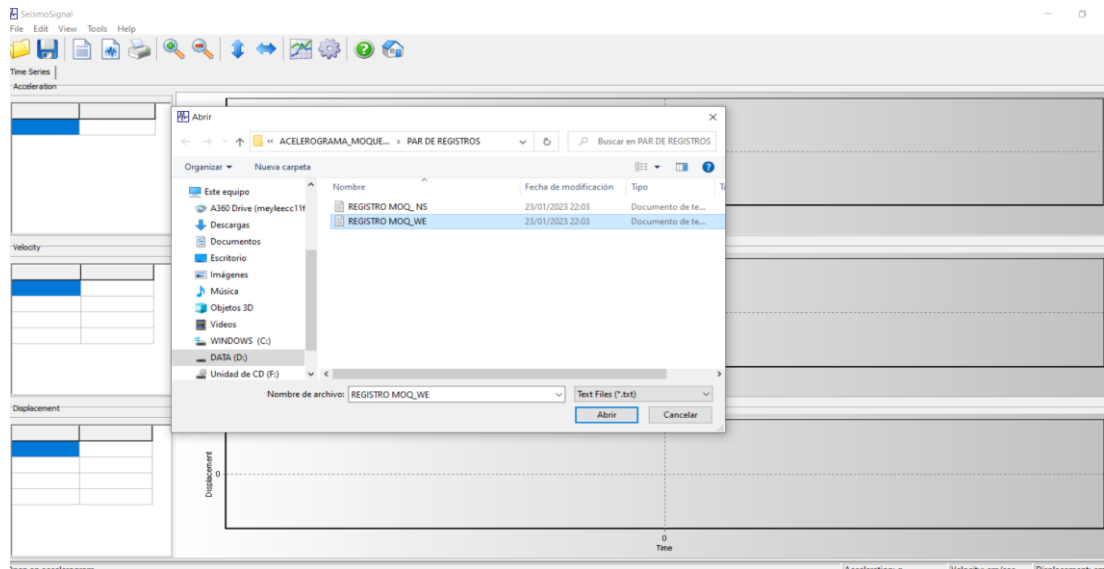 SeismoSignal
File Edit View Tools Help
Time Series
Acceleration
Abrir
« ACELEROGRAMA_MOQUE... > PAR DE REGISTROS
Buscar en PAR DE REGISTROS
Organizar Nueva carpeta
Este equipo
A360 Drive (meyleecc11f
Descargas
Documentos
Escritorio
Imágenes
Música
Objetos 3D
Videos
WINDOWS (C:)
DATA (D:)
Unidad de CD (F:)
Nombre Fecha de modificación Tipo
REGISTRO MOQ_ NS 23/01/2023 22:03 Documento de te...
REGISTRO MOQ_WE 23/01/2023 22:03 Documento de te...
Nombre de archivo: REGISTRO MOQ_WE Text Files (*.txt)
Abrir Cancelar
Velocity
Displacement
Displacement
0
0
Time